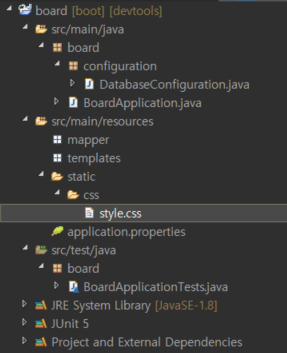 board [boot] [devtools]
src/main/java
board
configuration
DatabaseConfiguration.java
BoardApplication.java
src/main/resources
mapper
templates
static
css
style.css
application.properties
src/test/java
board
BoardApplicationTests.java
JRE System Library [JavaSE-1.8]
JUnit 5
Project and External Dependencies